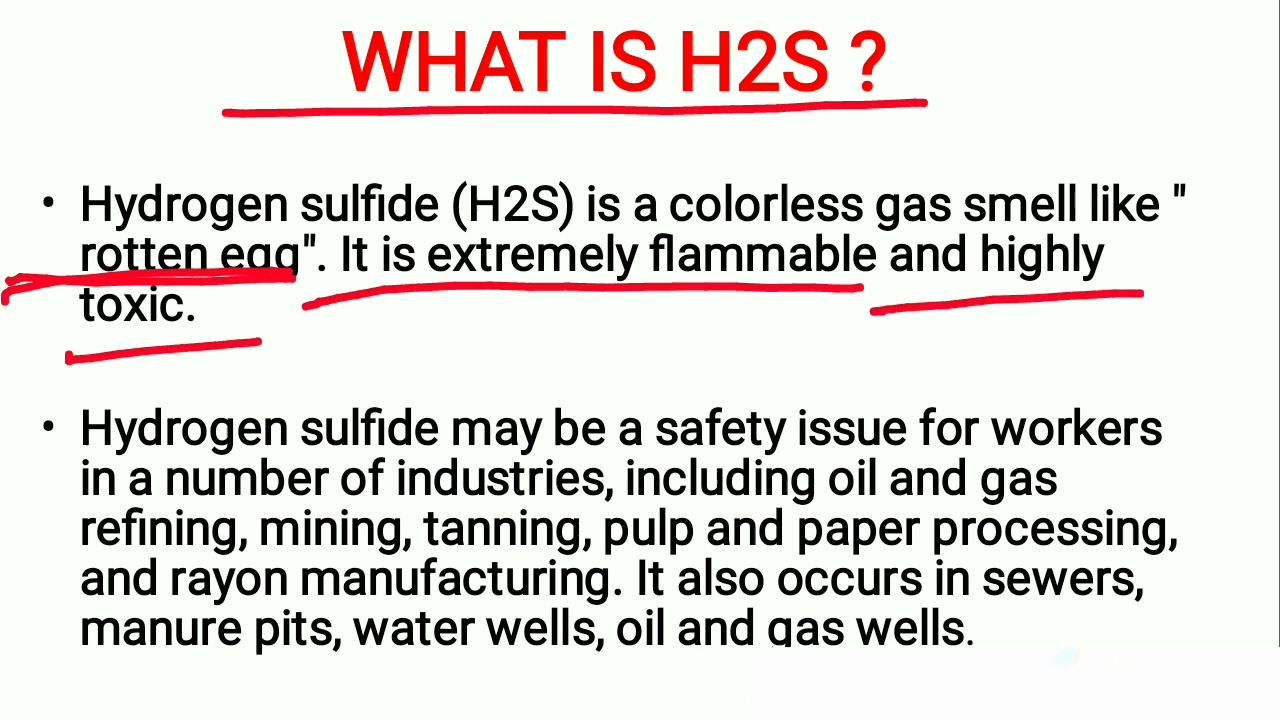 WHAT IS H2S ?
• Hydrogen sulfide (H2S) is a colorless gas smell like "
rotten egg". It is extremely flammable and highly
toxic.
• Hydrogen sulfide may be a safety issue for workers
in a number of industries, including oil and gas
refining, mining, tanning, pulp and paper processing,
and rayon manufacturing. It also occurs in sewers,
manure pits, water wells, oil and gas wells.